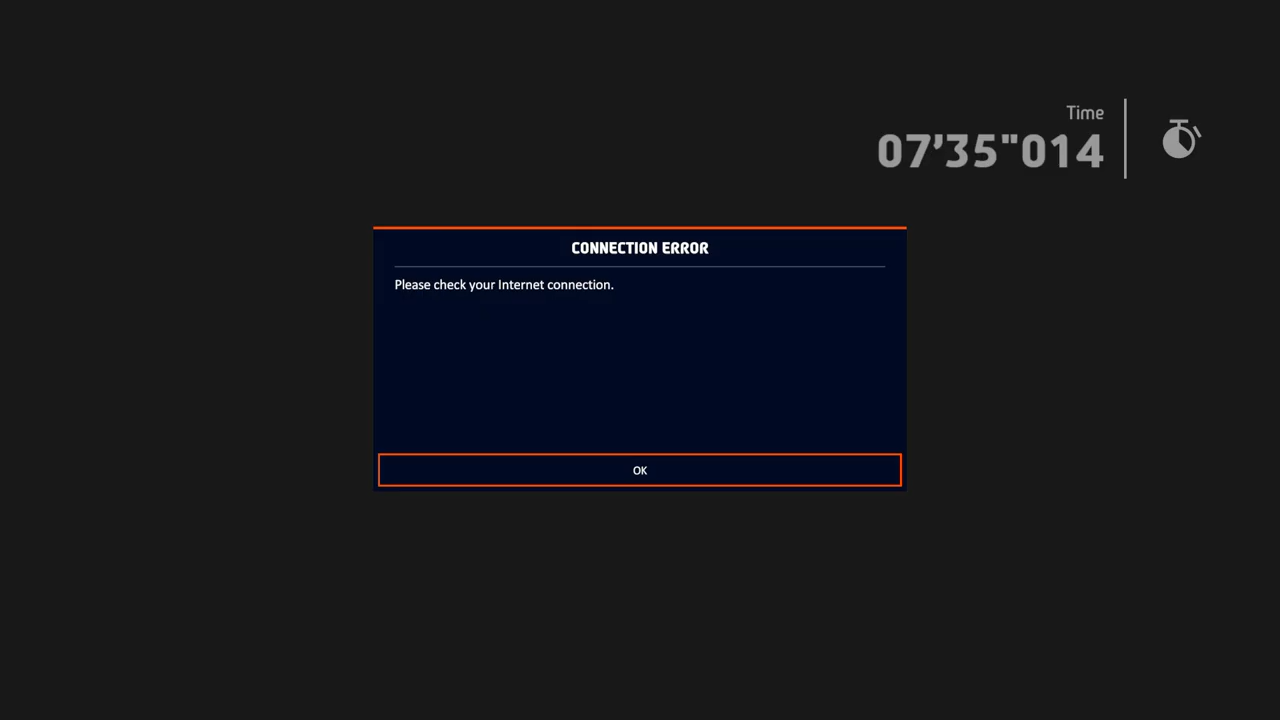 Time
07'35"014
CONNECTION ERROR
Please check your Internet connection.
OK